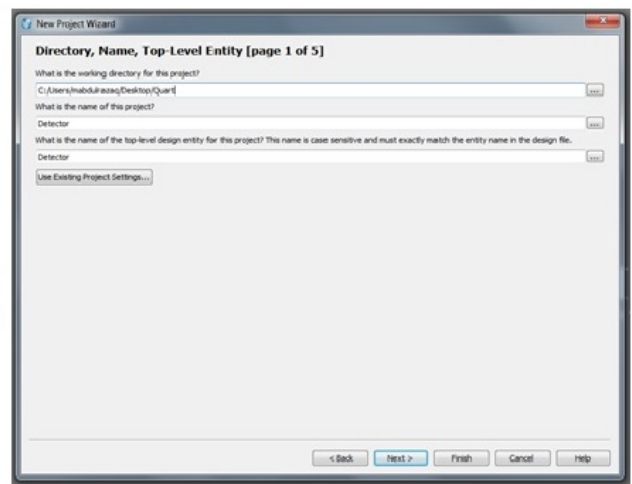 New Project Wizard
Directory, Name, Top-Level Entity [page 1 of 5]
What is the working directory for this project?
C:/Users/mabdulrazaq/Desktop/Quart
...
What is the name of this project?
Detector
...
What is the name of the top-level design entity for this project? This name is case sensitive and must exactly match the entity name in the design file.
Detector
...
Use Existing Project Settings...
< Back Next > Finish Cancel Help